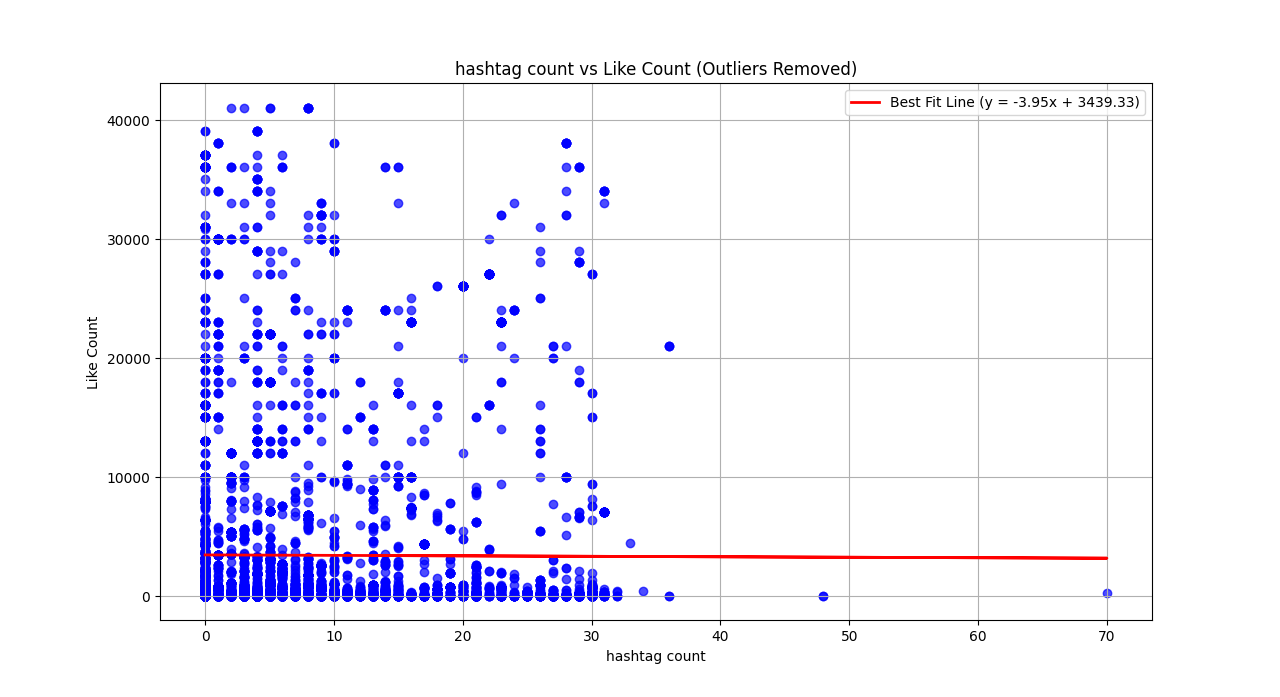 hashtag count vs Like Count (Outliers Removed)
Best Fit Line (y = -3.95x + 3439.33)
40000
30000
20000
10000
0
Like Count
0 10 20 30 40 50 60 70
hashtag count